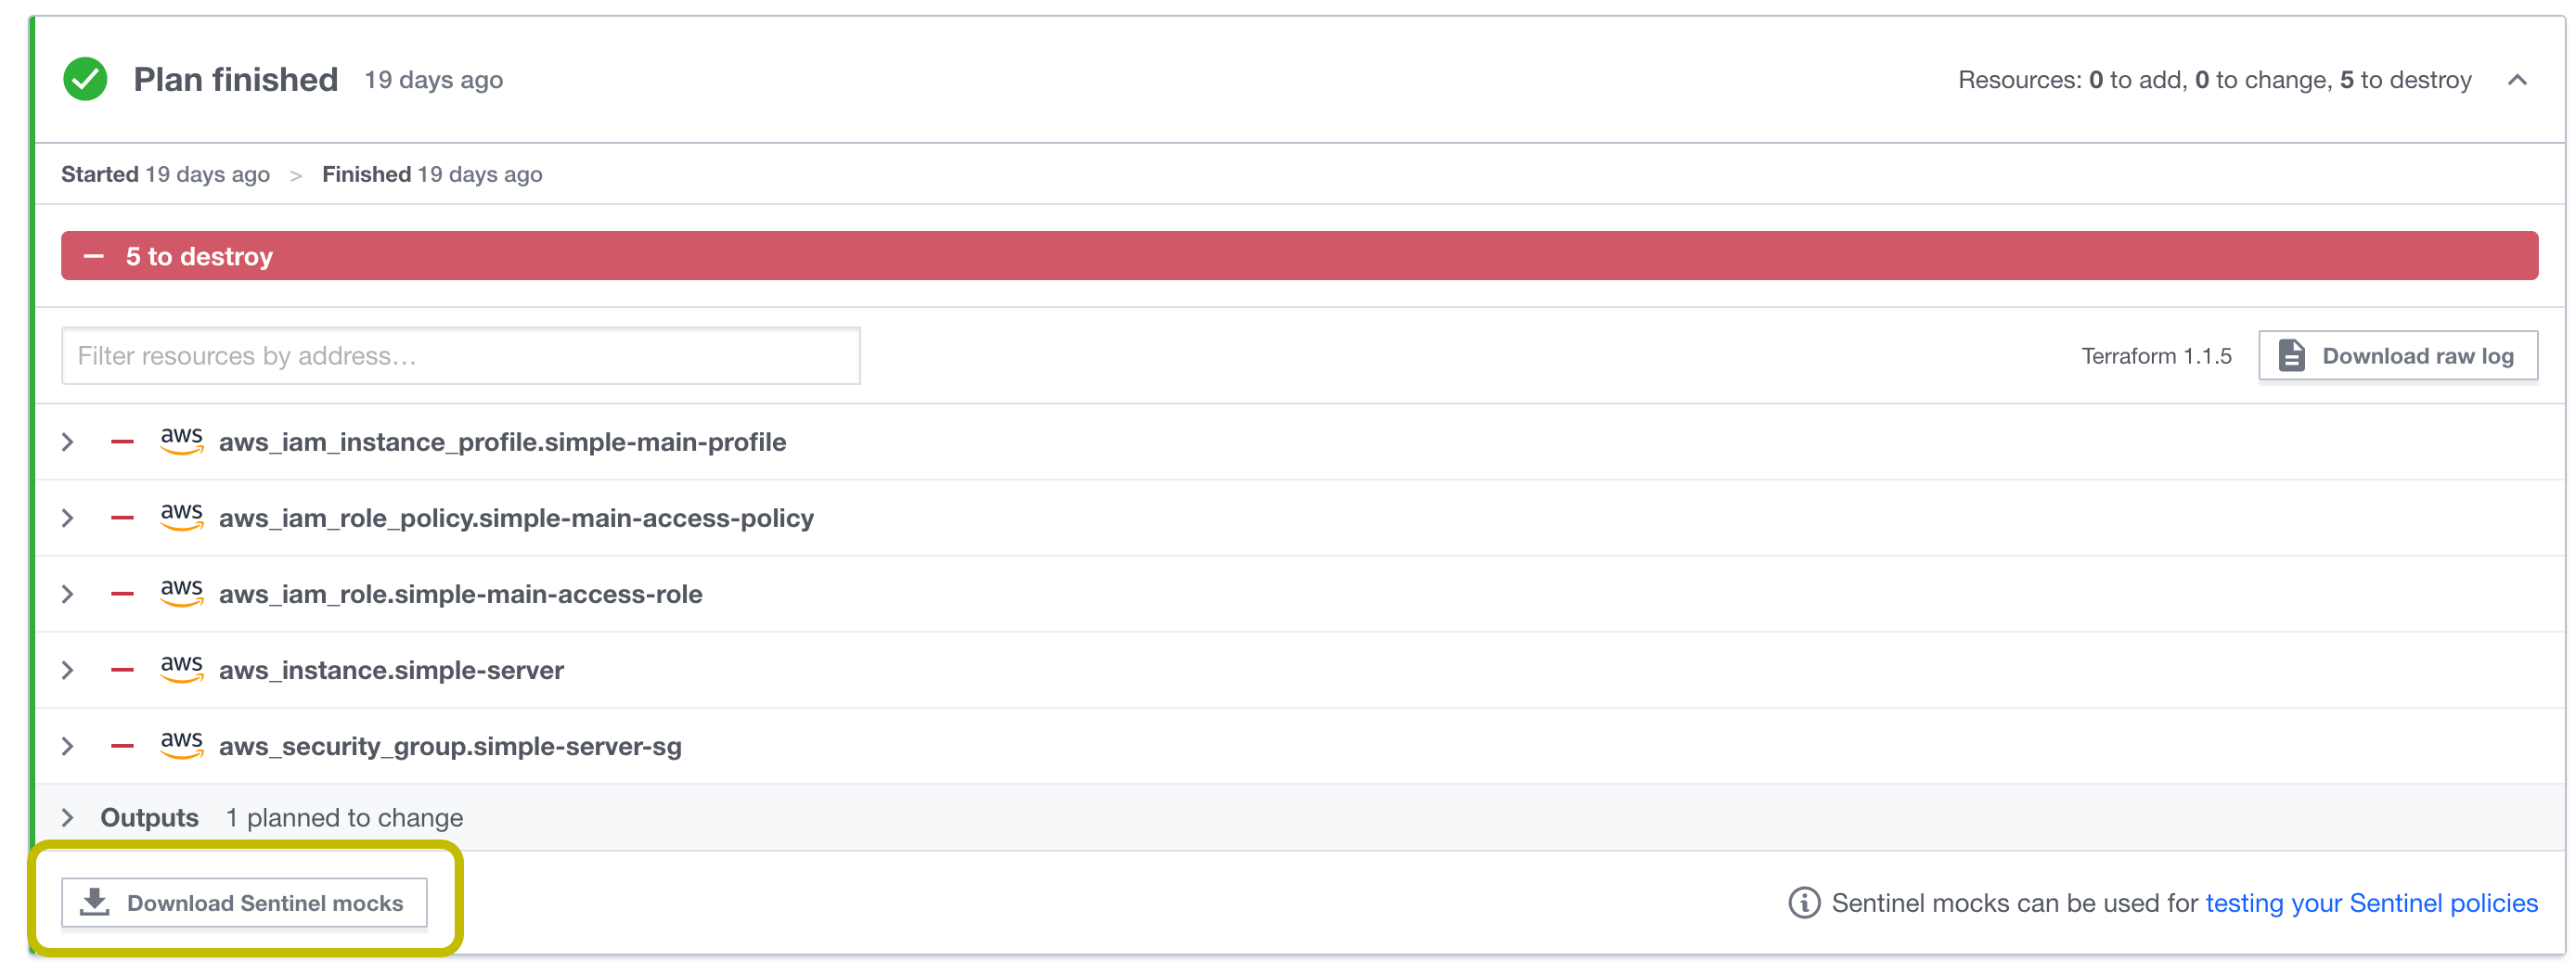 Plan finished 19 days ago Resources: 0 to add, 0 to change, 5 to destroy
Started 19 days ago > Finished 19 days ago
5 to destroy
Filter resources by address… Terraform 1.1.5 Download raw log
aws aws_iam_instance_profile.simple-main-profile
aws aws_iam_role_policy.simple-main-access-policy
aws aws_iam_role.simple-main-access-role
aws aws_instance.simple-server
aws aws_security_group.simple-server-sg
Outputs 1 planned to change
Download Sentinel mocks Sentinel mocks can be used for testing your Sentinel policies